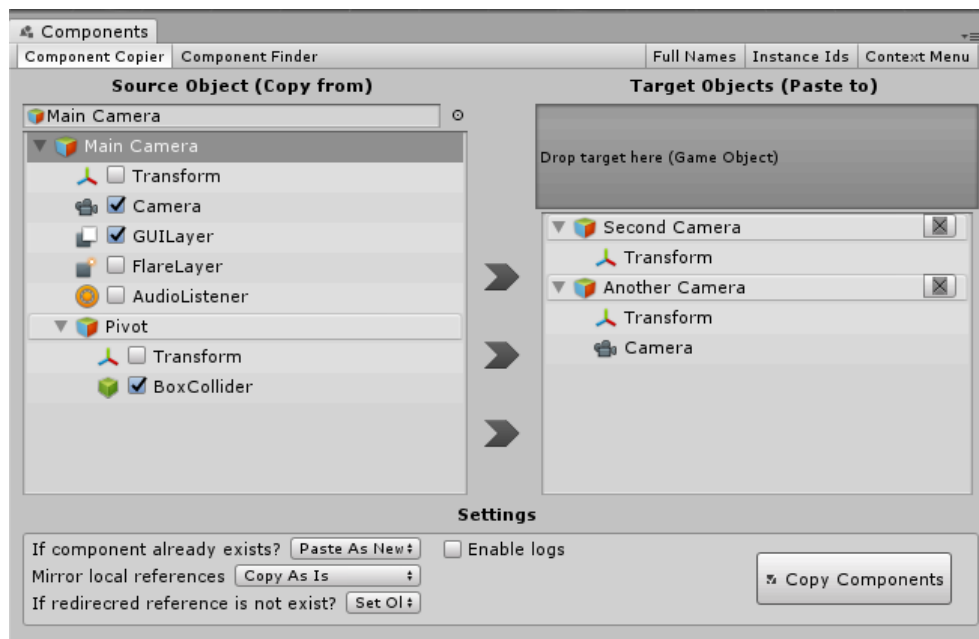 Components
Component Copier Component Finder Full Names Instance Ids Context Menu
Source Object (Copy from) Target Objects (Paste to)
Main Camera
Main Camera
Transform
Camera
GUILayer
FlareLayer
AudioListener
Pivot
Transform
BoxCollider
Drop target here (Game Object)
Second Camera
Transform
Another Camera
Transform
Camera
Settings
If component already exists? Paste As New Enable logs
Mirror local references Copy As Is
If redirecred reference is not exist? Set Ol
Copy Components